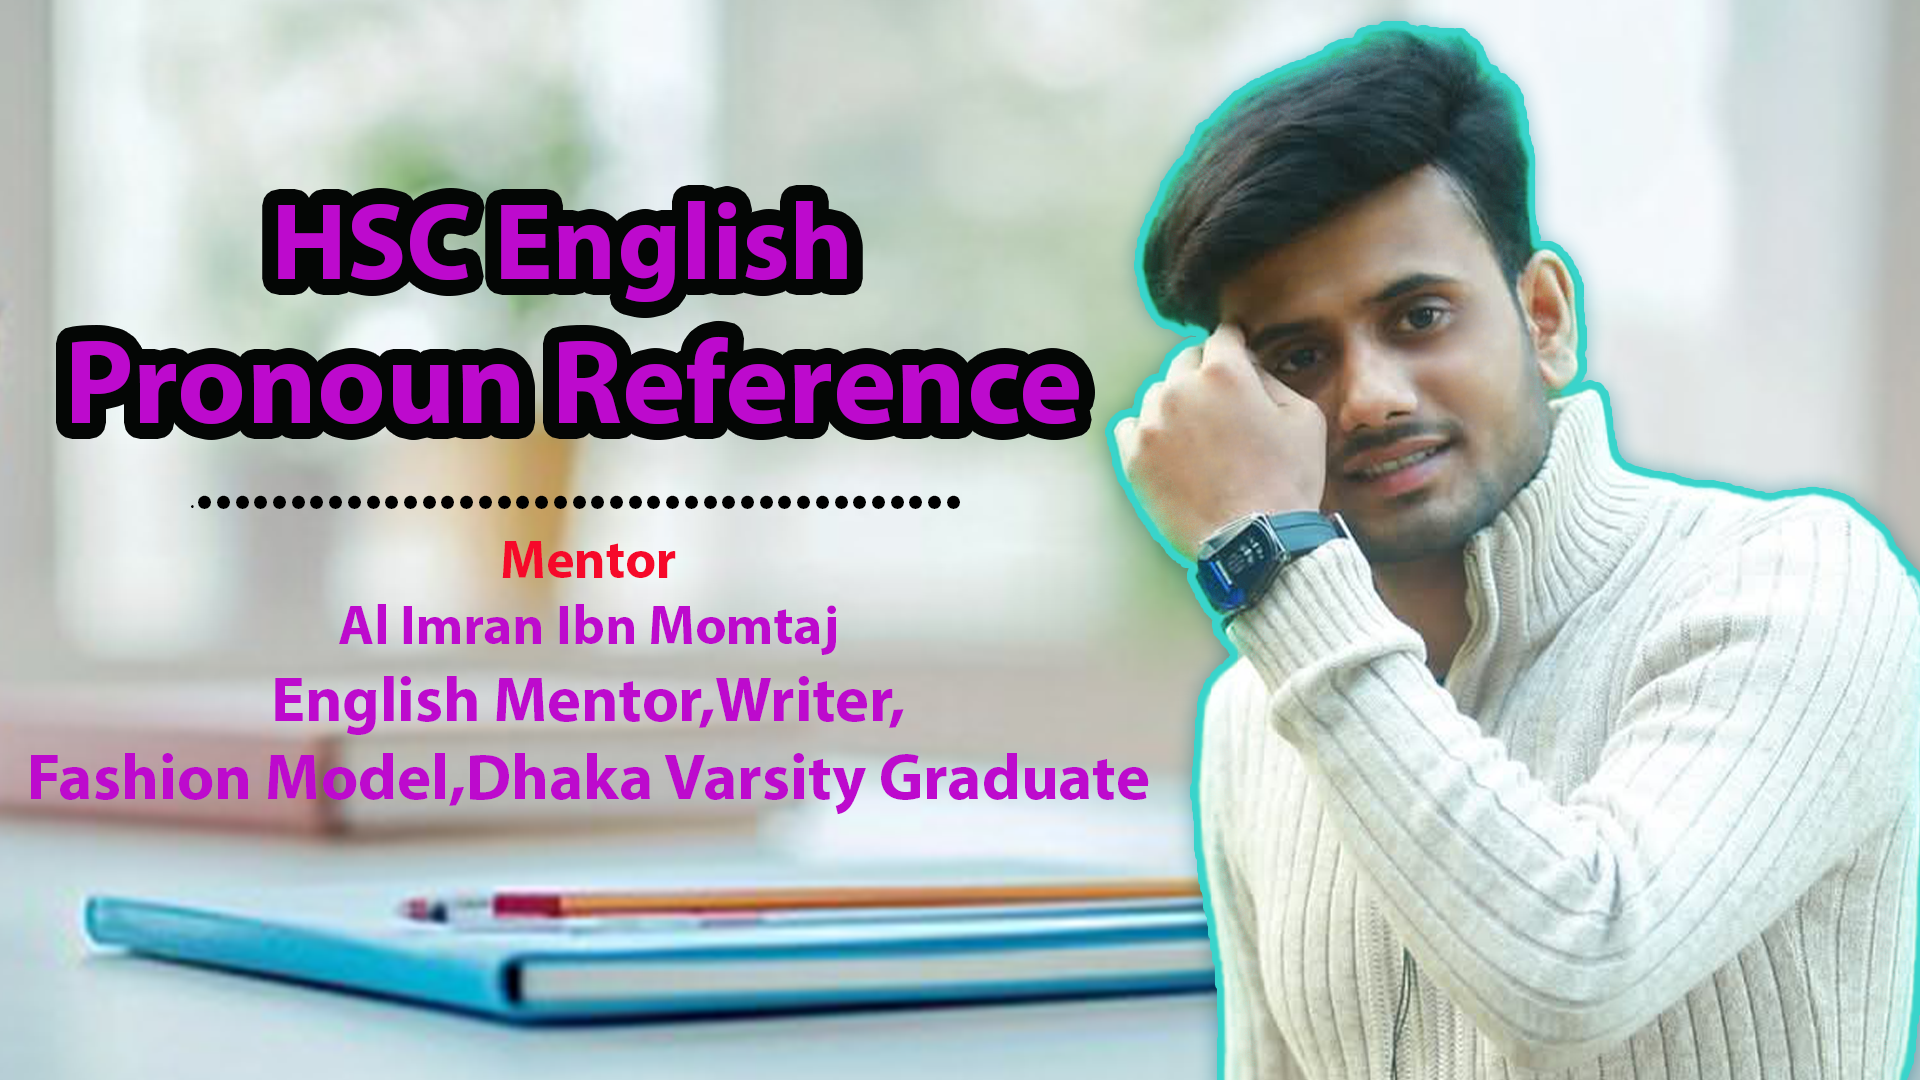 HSC English
Pronoun Reference
Mentor
Al Imran Ibn Momtaj
English Mentor,Writer,
Fashion Model,Dhaka Varsity Graduate